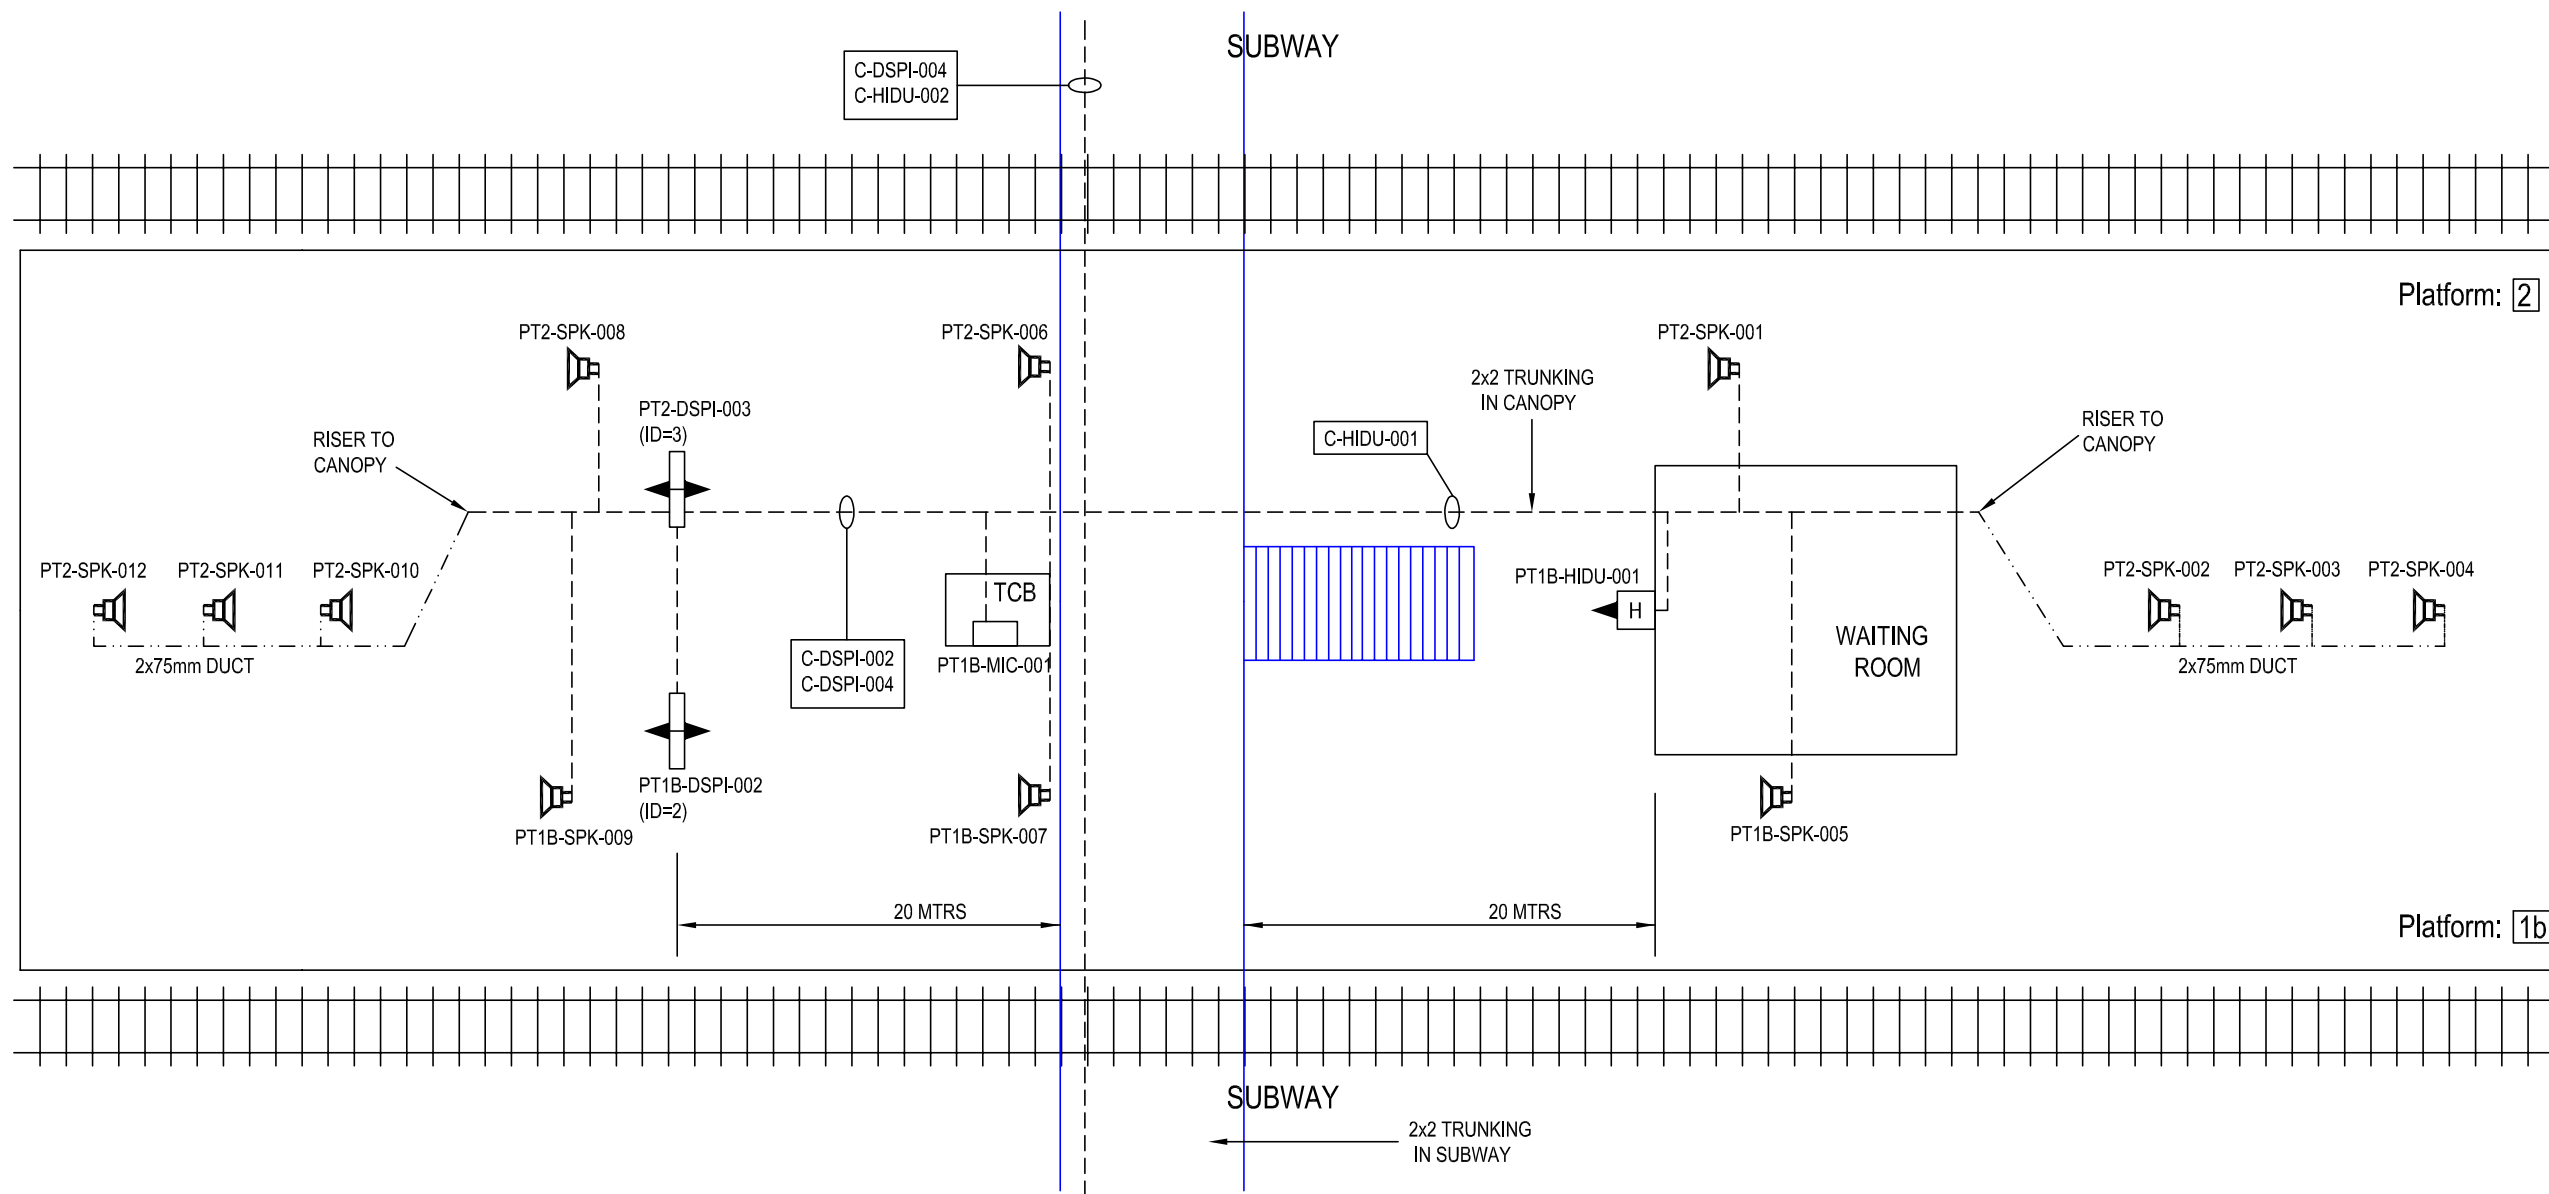 SUBWAY
C-DSPI-004
C-HIDU-002
Platform: 2
PT2-SPK-008
PT2-SPK-006
PT2-SPK-001
2x2 TRUNKING
IN CANOPY
PT2-DSPI-003
(ID=3)
RISER TO
CANOPY
C-HIDU-001
RISER TO
CANOPY
PT2-SPK-012
PT2-SPK-011
PT2-SPK-010
TCB
PT1B-HIDU-001
H
PT2-SPK-002
PT2-SPK-003
PT2-SPK-004
2x75mm DUCT
C-DSPI-002
C-DSPI-004
PT1B-MIC-001
WAITING
ROOM
2x75mm DUCT
PT1B-DSPI-002
(ID=2)
PT1B-SPK-009
PT1B-SPK-007
PT1B-SPK-005
20 MTRS
20 MTRS
Platform: 1b
SUBWAY
2x2 TRUNKING
IN SUBWAY